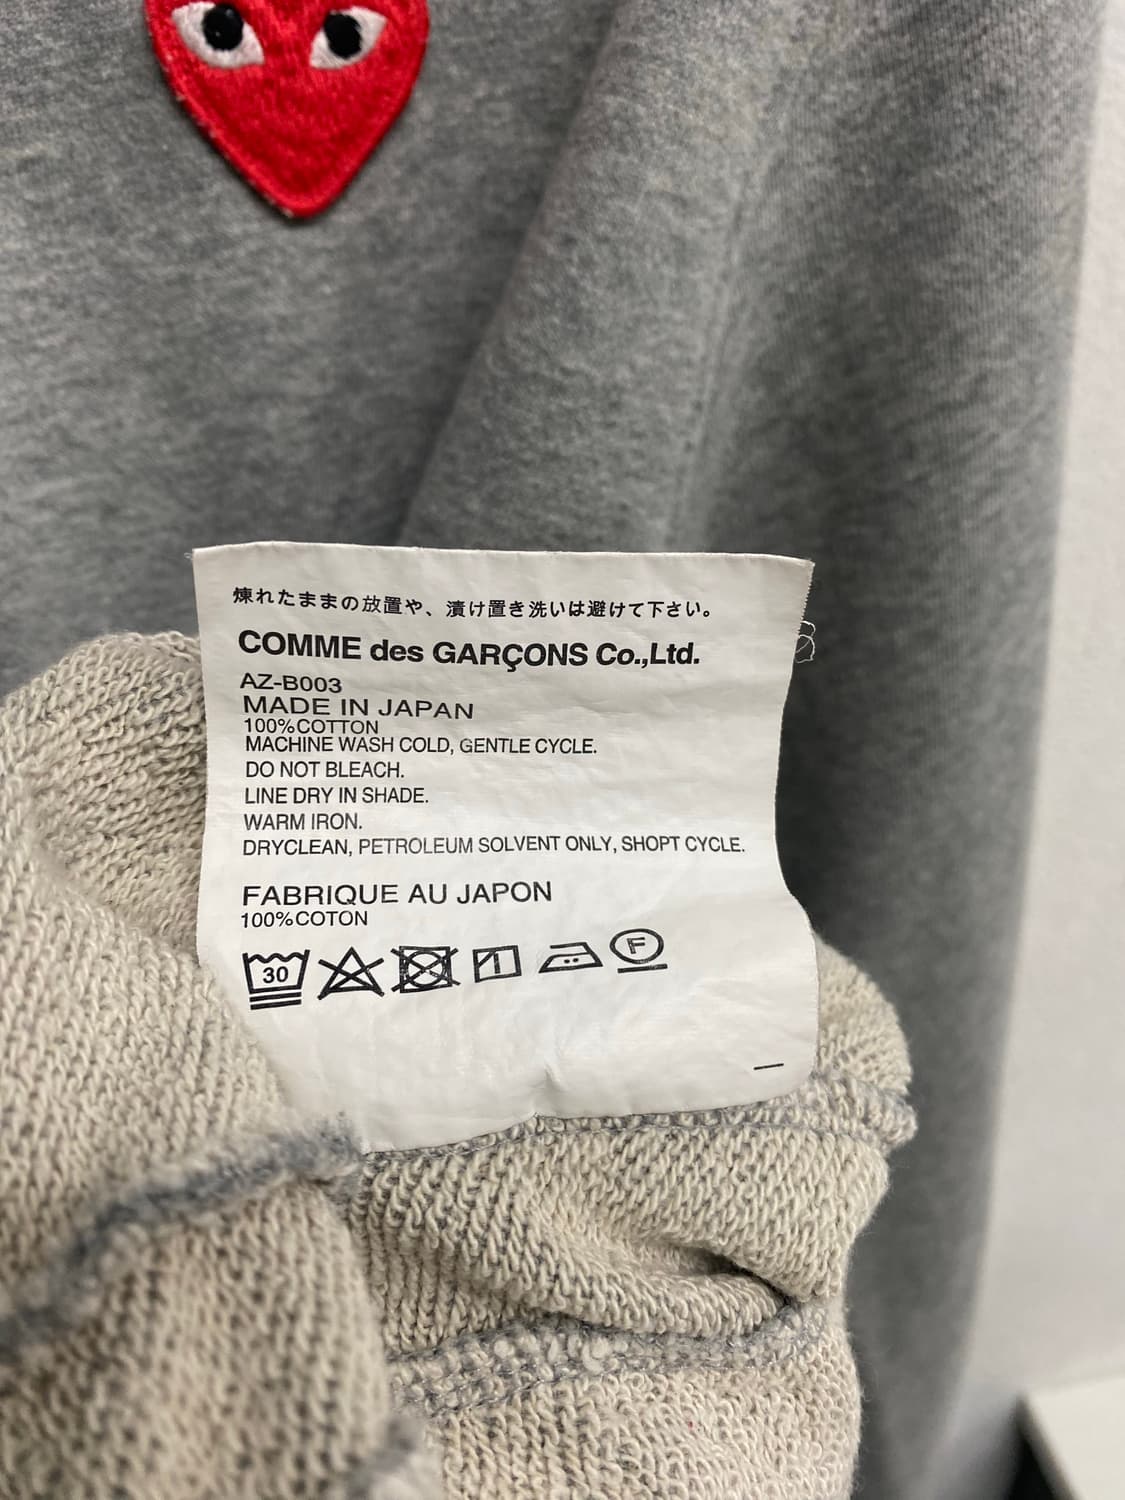 煉れたままの放置や、漬け置き洗いは避けて下さい。
COMME des GARÇONS Co.,Ltd.
AZ-B003
MADE IN JAPAN
100%COTTON
MACHINE WASH COLD, GENTLE CYCLE.
DO NOT BLEACH.
LINE DRY IN SHADE.
WARM IRON.
DRYCLEAN, PETROLEUM SOLVENT ONLY, SHOPT CYCLE.
FABRIQUE AU JAPON
100%COTON
30
F